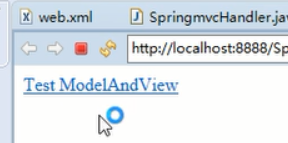 web.xml SpringmvcHandler.jav
http://localhost:8888/Sp
Test ModelAndView